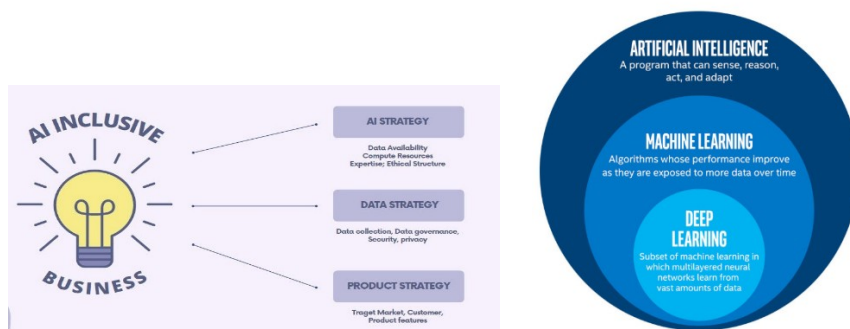 AI INCLUSIVE
BUSINESS
AI STRATEGY
Data Availability
Compute Resources
Expertise; Ethical Structure
DATA STRATEGY
Data collection, Data governance,
Security, privacy
PRODUCT STRATEGY
Traget Market, Customer,
Product features
ARTIFICIAL INTELLIGENCE
A program that can sense, reason,
act, and adapt
MACHINE LEARNING
Algorithms whose performance improve
as they are exposed to more data over time
DEEP
LEARNING
Subset of machine learning in
which multilayered neural
networks learn from
vast amounts of data